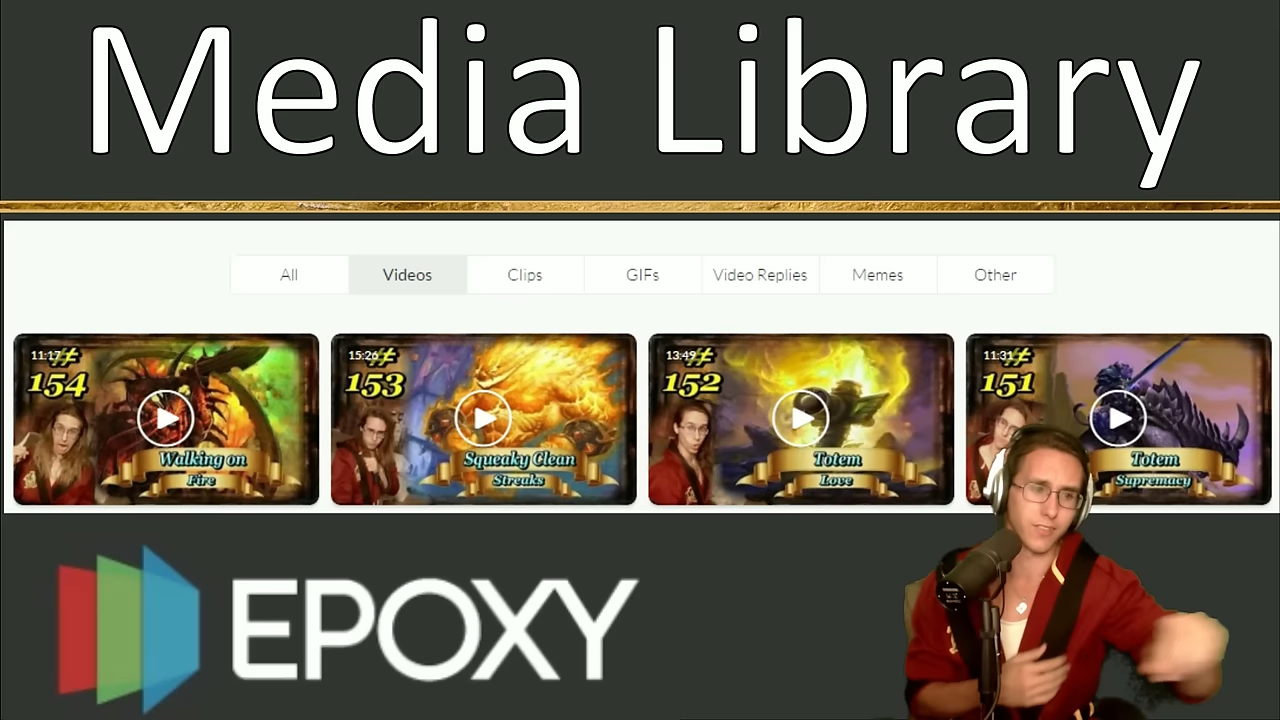 Media Library
All Videos Clips GIFs Video Replies Memes Other
11:17 # 15:26 # 13:49 # 11:31 #
154 153 152 151
Walking on Squeaky Clean Totem Totem
Fire Streaks Love Supremacy
EPOXY